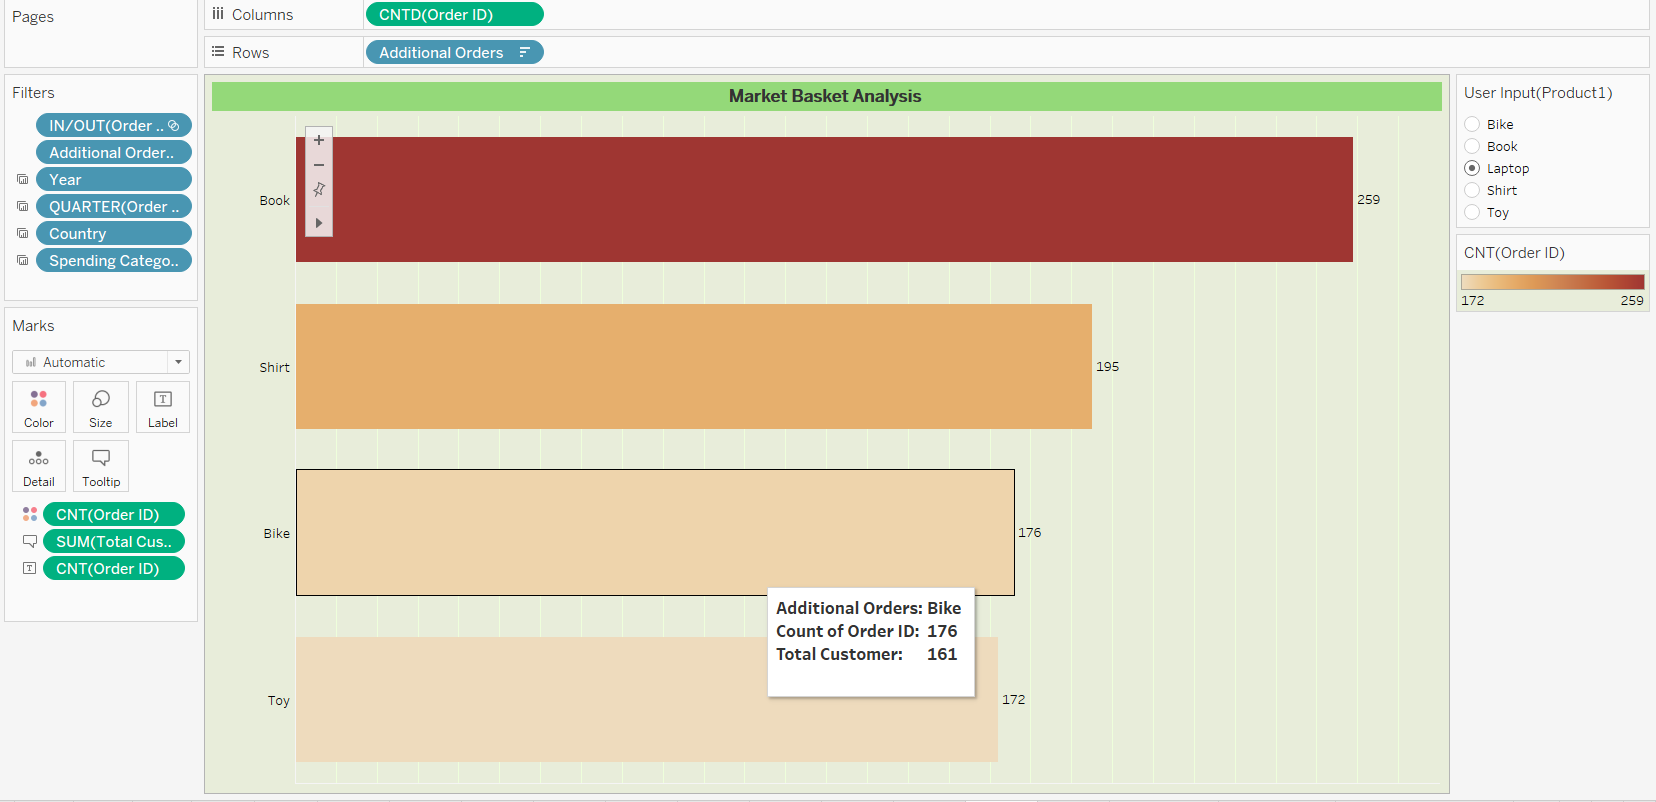 Pages
Columns
CNTD(Order ID)
Rows
Additional Orders
Filters
IN/OUT(Order ..
Additional Order..
Year
QUARTER(Order ..
Country
Spending Catego..
Marks
Automatic
Color
Size
Label
Detail
Tooltip
CNT(Order ID)
SUM(Total Cus..
CNT(Order ID)
Market Basket Analysis
Book
259
Shirt
195
Bike
176
Additional Orders: Bike
Count of Order ID: 176
Total Customer: 161
Toy
172
User Input(Product1)
Bike
Book
Laptop
Shirt
Toy
CNT(Order ID)
172 259